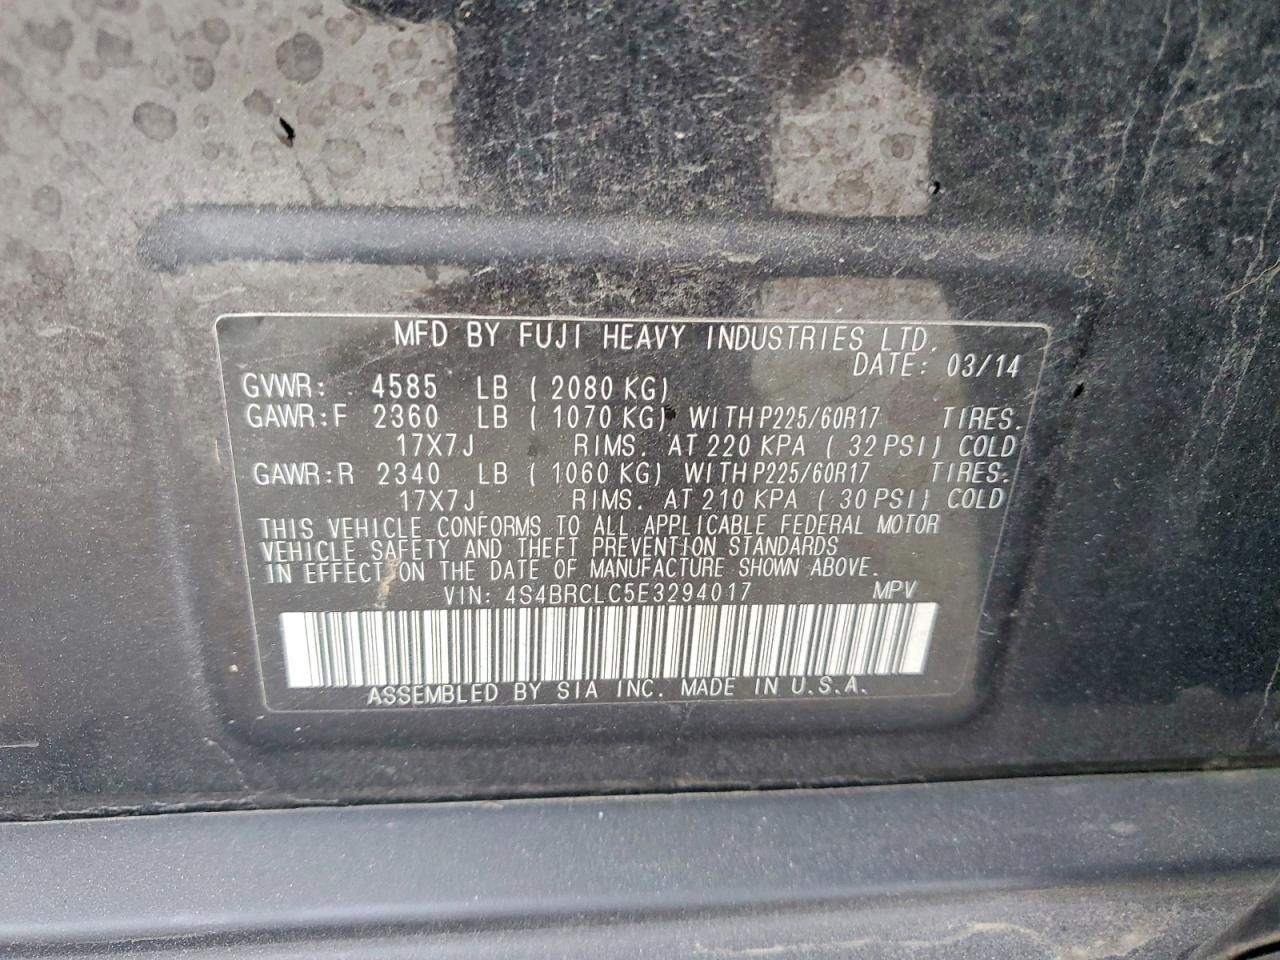 MFD BY FUJI HEAVY INDUSTRIES LTD.
DATE: 03/14
GVWR: 4585 LB ( 2080 KG)
GAWR:F 2360 LB ( 1070 KG) WITH P225/60R17 TIRES.
17X7J RIMS. AT 220 KPA ( 32 PSI) COLD
GAWR:R 2340 LB ( 1060 KG) WITH P225/60R17 TIRES.
17X7J RIMS. AT 210 KPA ( 30 PSI) COLD
THIS VEHICLE CONFORMS TO ALL APPLICABLE FEDERAL MOTOR
VEHICLE SAFETY AND THEFT PREVENTION STANDARDS
IN EFFECT ON THE DATE OF MANUFACTURE SHOWN ABOVE.
VIN: 4S4BRCLC5E3294017 MPV
ASSEMBLED BY SIA INC. MADE IN U.S.A.